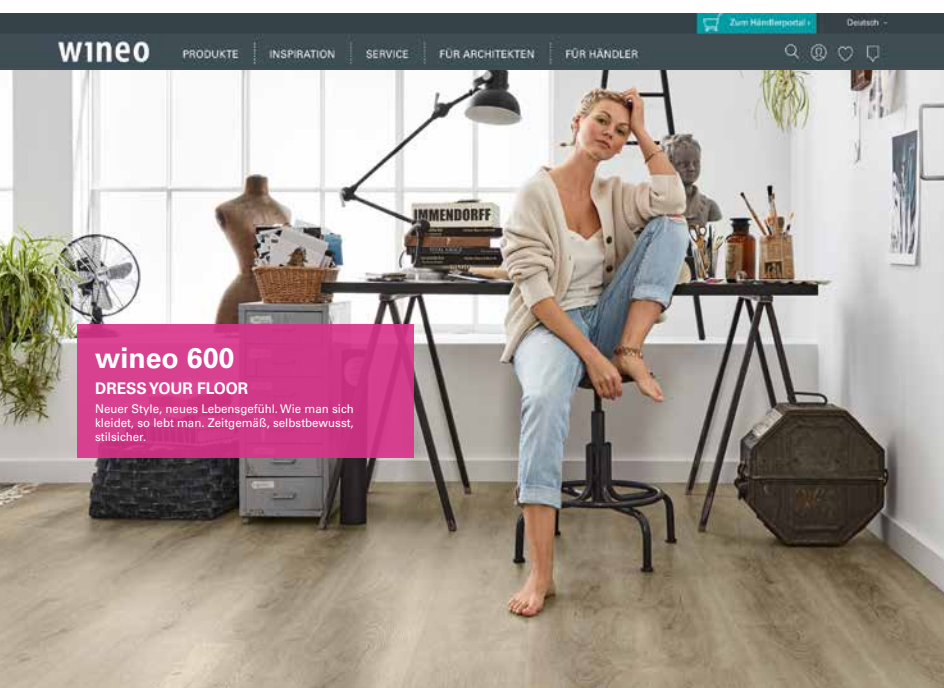 Zum Händlerportal ›
Deutsch
wineo
PRODUKTE
INSPIRATION
SERVICE
FÜR ARCHITEKTEN
FÜR HÄNDLER
IMMENDORFF
wineo 600
DRESS YOUR FLOOR
Neuer Style, neues Lebensgefühl. Wie man sich
kleidet, so lebt man. Zeitgemäß, selbstbewusst,
stilsicher.